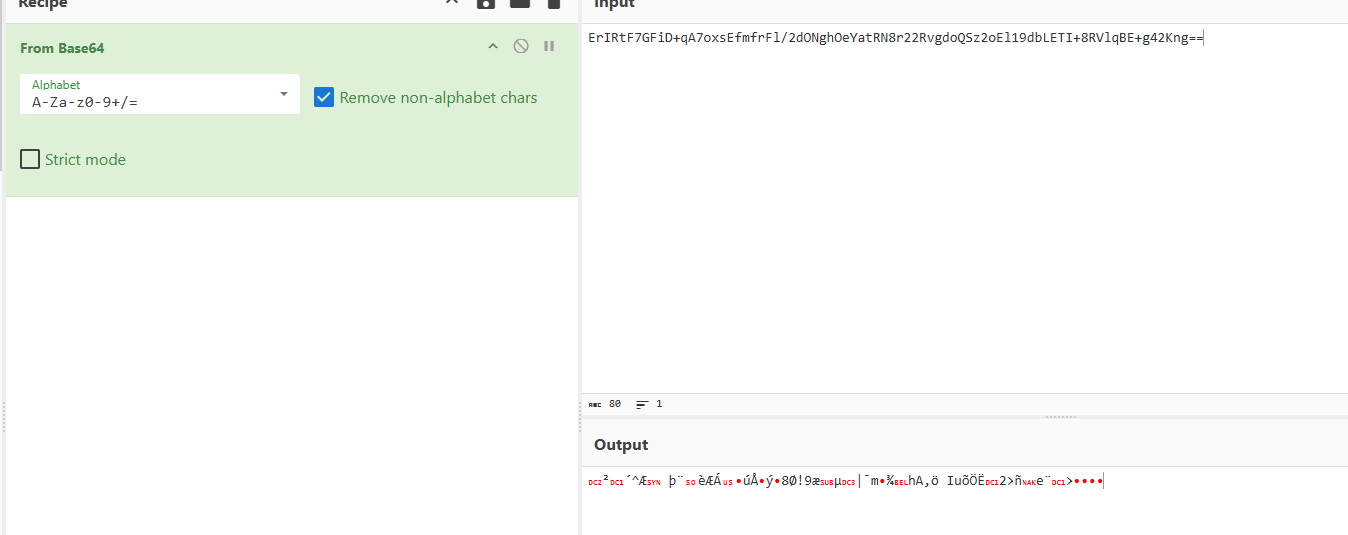 Recipe
Input
From Base64
Alphabet
A-Za-z0-9+/=
Remove non-alphabet chars
Strict mode
ErIRtF7GFiD+qA7oxsEfmfrFl/2dONghOeYatRN8r22RvgdoQSz2oEl19dbLETI+8RVlqBE+g42Kng==
ABC 80 1
Output
DC2²DC1´^ÆSYN þ¨SOèÆÁUS•úÅ•ý•8Ø!9æSUBµDC3|¯m•¾BELhA,ö IuõÖËDC12>ñNAKe¨DC1>••••